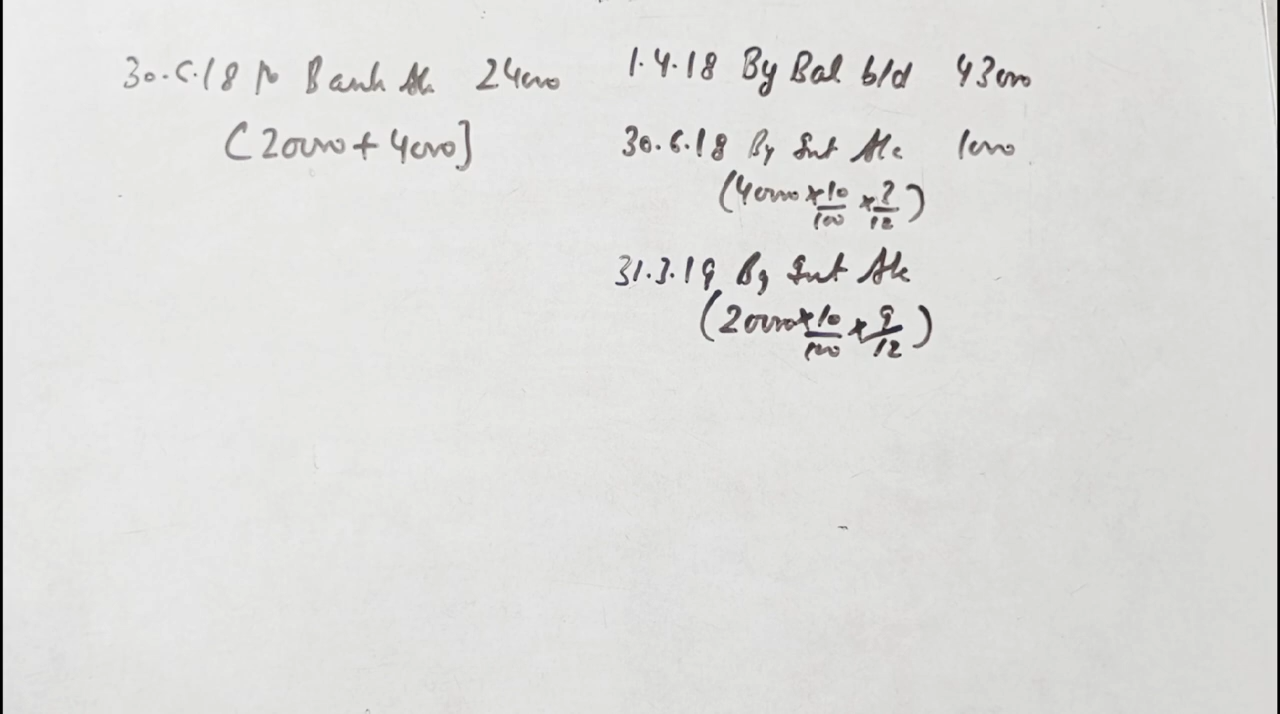 30.6.18 To Bank A/c 24000
(20000 + 4000]
1.4.18 By Bal b/d 43000
30.6.18 By Int A/c 1000
(40000 × 10/100 × 3/12)
31.3.19 By Int A/c
(20000 × 10/100 × 9/12)